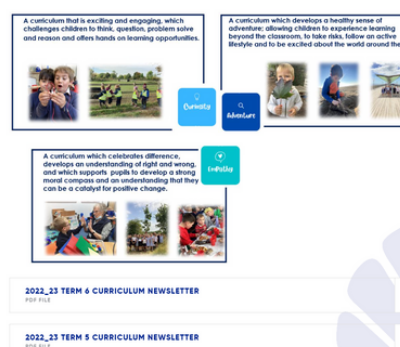 A curriculum that is exciting and engaging, which
challenges children to think, question, problem solve
and reason and offers hands on learning opportunities.
Curiosity
A curriculum which develops a healthy sense of
adventure; allowing children to experience learning
beyond the classroom, to take risks, follow an active
lifestyle and to be excited about the world around
Adventure
A curriculum which celebrates difference,
develops an understanding of right and wrong,
and which supports pupils to develop a strong
moral compass and an understanding that they
can be a catalyst for positive change.
Empathy
2022_23 TERM 6 CURRICULUM NEWSLETTER
PDF FILE
2022_23 TERM 5 CURRICULUM NEWSLETTER
PDF FILE